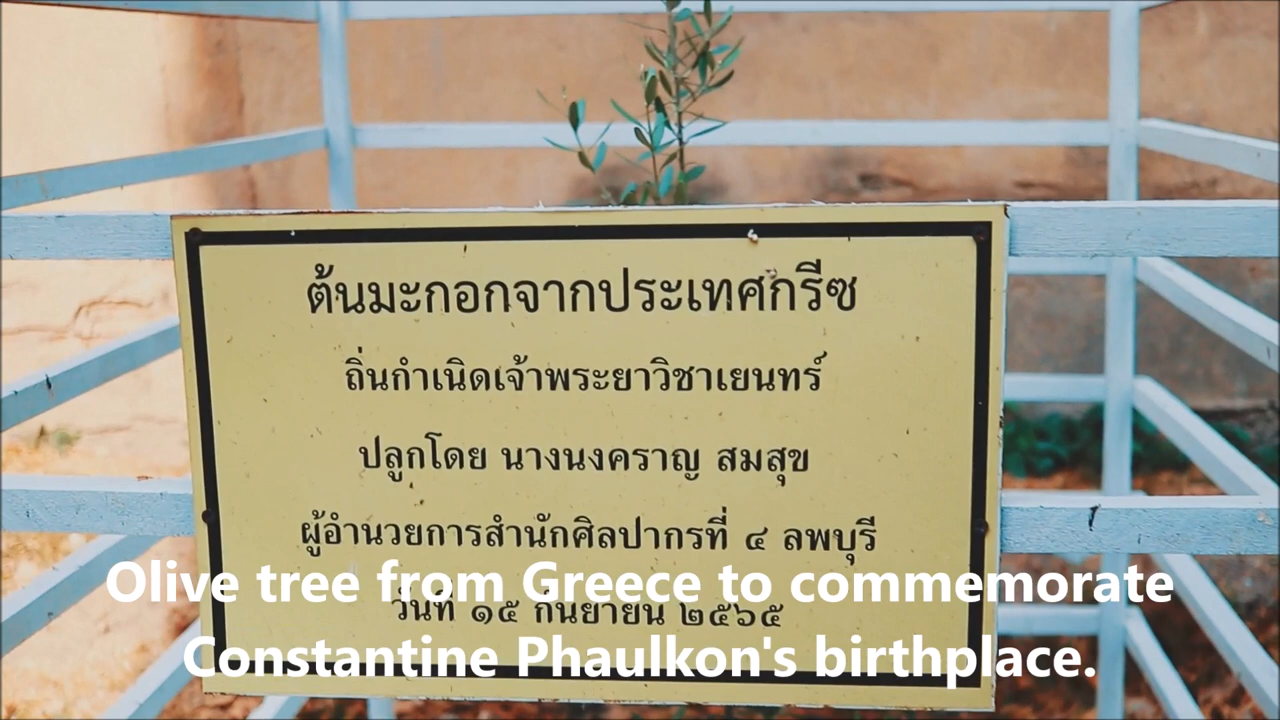 ต้นมะกอกจากประเทศกรีซ
ถิ่นกำเนิดเจ้าพระยาวิชาเยนทร์
ปลูกโดย นางนงคราญ สมสุข
ผู้อำนวยการสำนักศิลปากรที่ ๔ ลพบุรี
Olive tree from Greece to commemorate
วันที่ ๑๕ กันยายน ๒๕๖๕
Constantine Phaulkon's birthplace.